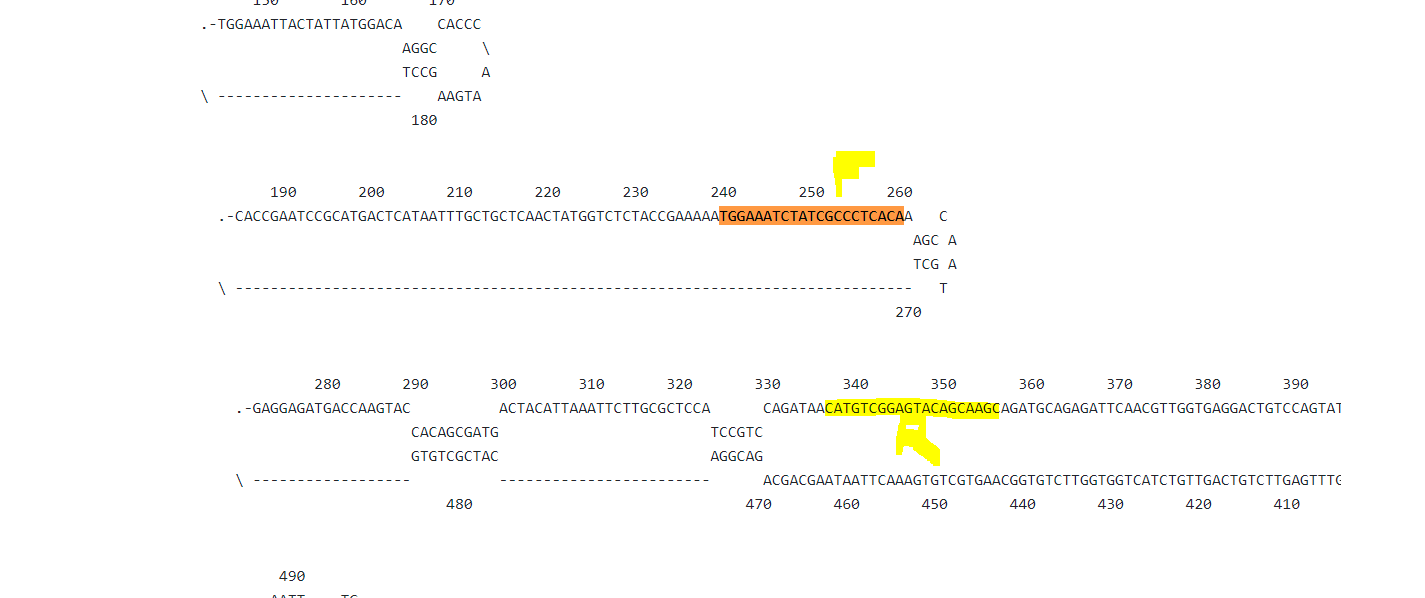 150 160 170
.-TGGAAATTACTATTATGGACA CACCC
AGGC \
TCCG A
\ --------------------- AAGTA
180
F
190 200 210 220 230 240 250 260
.-CACCGAATCCGCATGACTCATAATTTGCTGCTCAACTATGGTCTCTACCGAAAAATGGAAATCTATCGCCCTCACAA C
AGC A
TCG A
\ ----------------------------------------------------------------------------- T
270
280 290 300 310 320 330 340 350 360 370 380 390
.-GAGGAGATGACCAAGTAC ACTACATTAAATTCTTGCGCTCCA CAGATAACATGTCGGAGTACAGCAAGCAGATGCAGAGATTCAACGTTGGTGAGGACTGTCCAGTAT
CACAGCGATG TCCGTC
GTGTCGCTAC AGGCAG
\ ------------------ ------------------------ ACGACGAATAATTCAAAGTGTCGTGAACGGTGTCTTGGTGGTCATCTGTTGACTGTCTTGAGTTTG
R
480 470 460 450 440 430 420 410
490
AATT TC